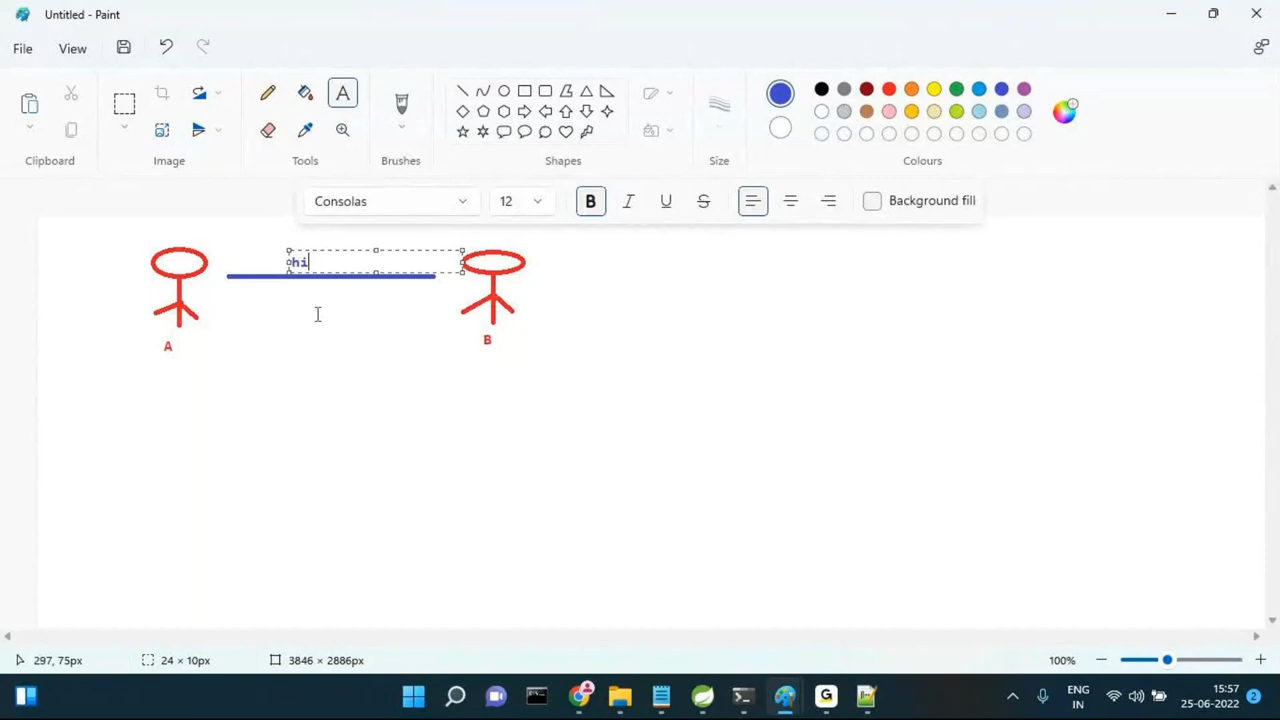 Untitled - Paint
File View
Clipboard
Image
Tools
Brushes
Shapes
Size
Colours
Consolas 12 B I U S Background fill
hi
A
B
297, 75px 24 × 10px 3846 × 2886px 100%
ENG
IN
15:57
25-06-2022
2